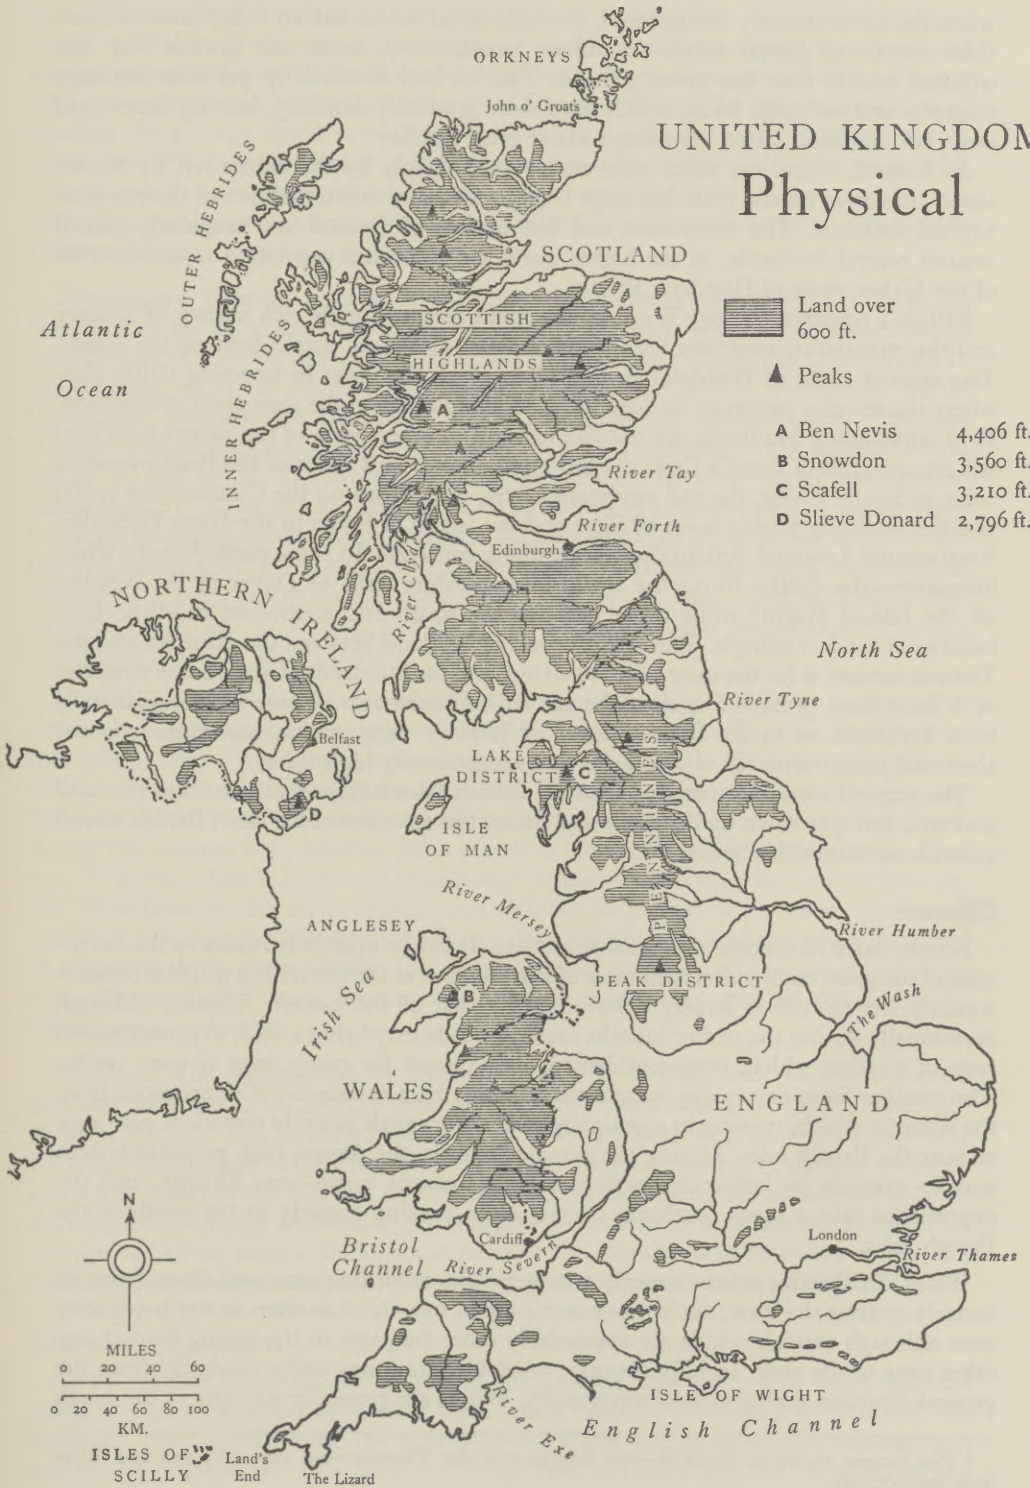 ORKNEYS
John o' Groats
UNITED KINGDOM
Physical
OUTER HEBRIDES
SCOTLAND
Atlantic
Ocean
SCOTTISH
HIGHLANDS
Land over
600 ft.
Peaks
A Ben Nevis 4,406 ft.
B Snowdon 3,560 ft.
C Scafell 3,210 ft.
D Slieve Donard 2,796 ft.
A
INNER HEBRIDES
River Tay
River Forth
Edinburgh
River Clyde
NORTHERN IRELAND
North Sea
River Tyne
Belfast
LAKE
DISTRICT
C
PENNINES
D
ISLE
OF MAN
River Mersey
ANGLESEY
River Humber
PEAK DISTRICT
B
Irish Sea
The Wash
WALES
ENGLAND
N
Cardiff
London
Bristol
Channel
River Severn
River Thames
MILES
0 20 40 60
0 20 40 60 80 100
KM.
ISLE OF WIGHT
River Exe
English Channel
ISLES OF
SCILLY
Land's
End
The Lizard